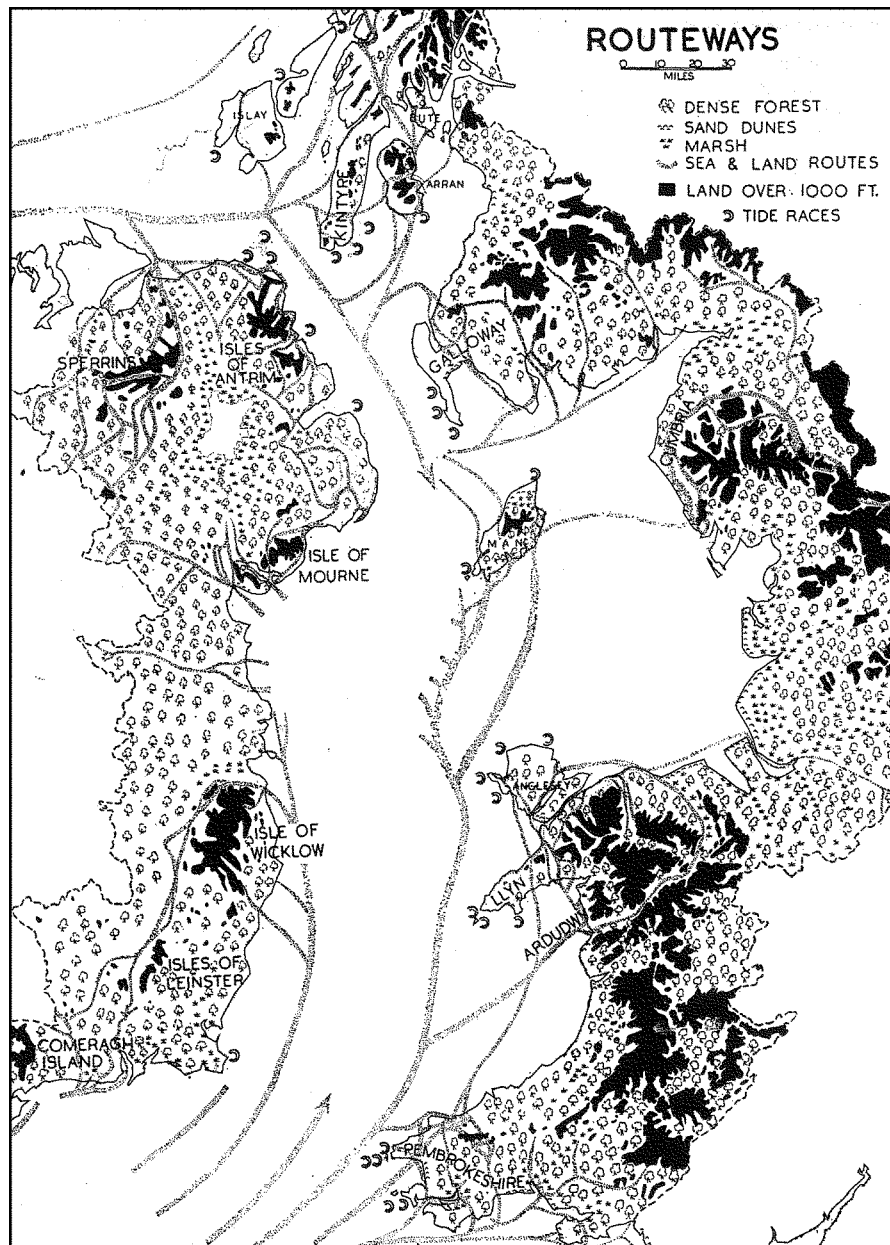 ROUTEWAYS
0 10 20 30
MILES
DENSE FOREST
SAND DUNES
MARSH
SEA & LAND ROUTES
LAND OVER 1000 FT.
TIDE RACES
ISLAY
BUTE
KINTYRE
ARRAN
SPERRINS
ISLES
OF
ANTRIM
GALLOWAY
CUMBRIA
MAN
ISLE OF
MOURNE
ANGLESEY
ISLE OF
WICKLOW
LLYN
ARDUDWY
ISLES OF
LEINSTER
COMERAGH
ISLAND
PEMBROKESHIRE